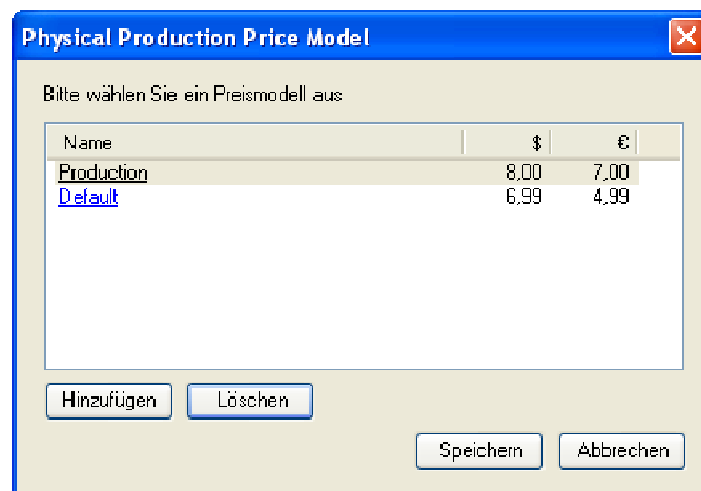 Physical Production Price Model
Bitte wählen Sie ein Preismodell aus
Name $ €
Production 8,00 7,00
Default 6,99 4,99
Hinzufügen Löschen
Speichern Abbrechen